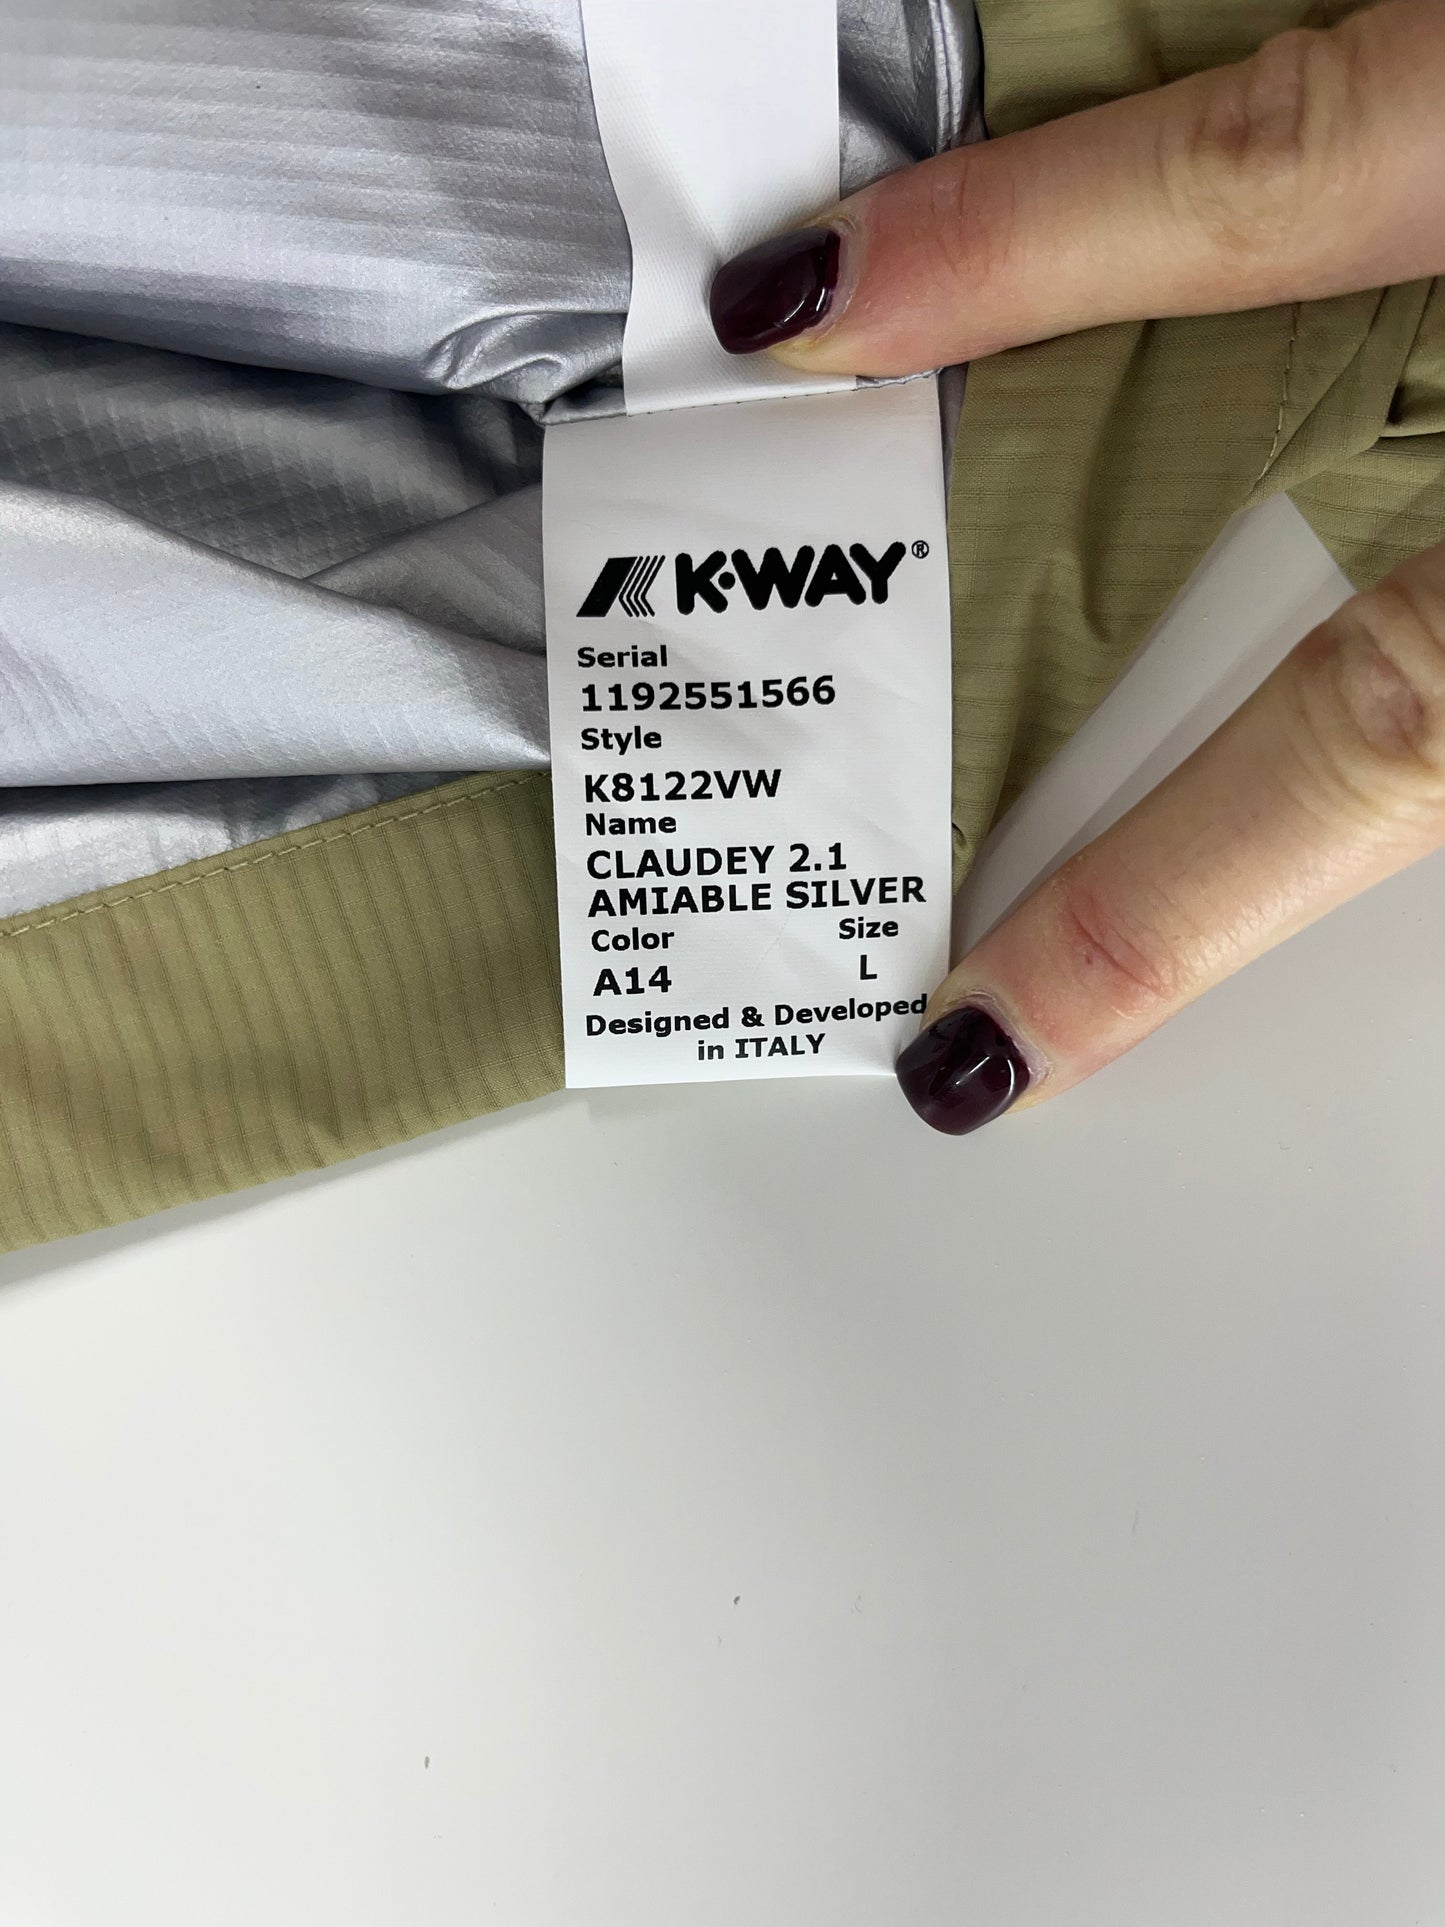 K·WAY®
Serial
1192551566
Style
K8122VW
Name
CLAUDEY 2.1
AMIABLE SILVER
Color Size
A14 L
Designed & Developed
in ITALY